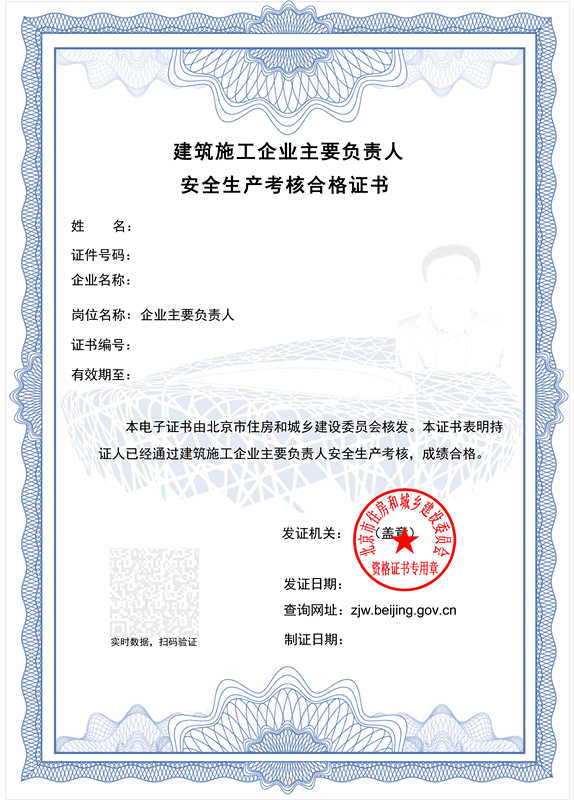 建筑施工企业主要负责人
安全生产考核合格证书
姓 名：
证件号码：
企业名称：
岗位名称：企业主要负责人
证书编号：
有效期至：
本电子证书由北京市住房和城乡建设委员会核发。本证书表明持
证人已经通过建筑施工企业主要负责人安全生产考核，成绩合格。
发证机关： （盖章）
北京市住房和城乡建设委员会
资格证书专用章
发证日期：
查询网址：zjw.beijing.gov.cn
实时数据，扫码验证
制证日期：